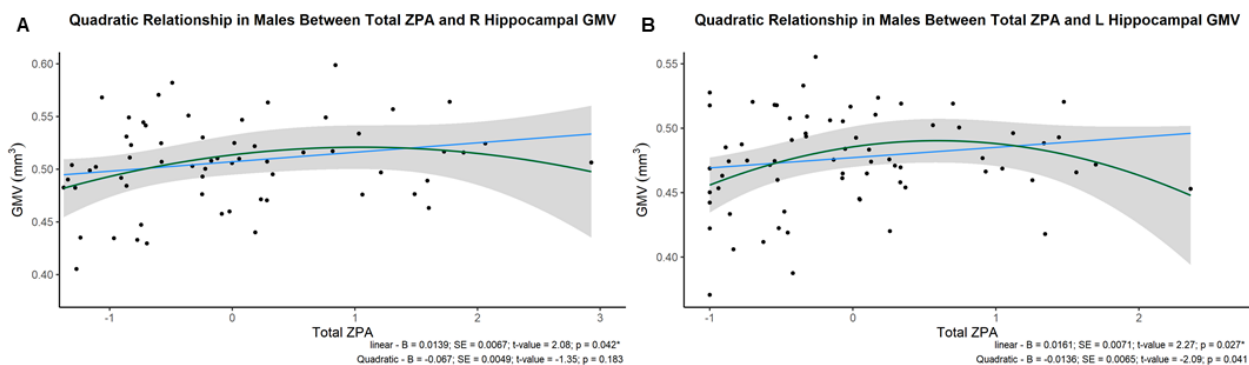 Quadratic Relationship in Males Between Total ZPA and R Hippocampal GMV
A
GMV (mm³)
0.60
0.55
0.50
0.45
0.40
-1
0
1
2
3
Total ZPA
linear - B = 0.0139; SE = 0.0067; t-value = 2.08; p = 0.042*
Quadratic - B = -0.067; SE = 0.0049; t-value = -1.35; p = 0.183
Quadratic Relationship in Males Between Total ZPA and L Hippocampal GMV
B
GMV (mm³)
0.55
0.50
0.45
0.40
-1
0
1
2
Total ZPA
linear - B = 0.0161; SE = 0.0071; t-value = 2.27; p = 0.027*
Quadratic - B = -0.0136; SE = 0.0065; t-value = -2.09; p = 0.041